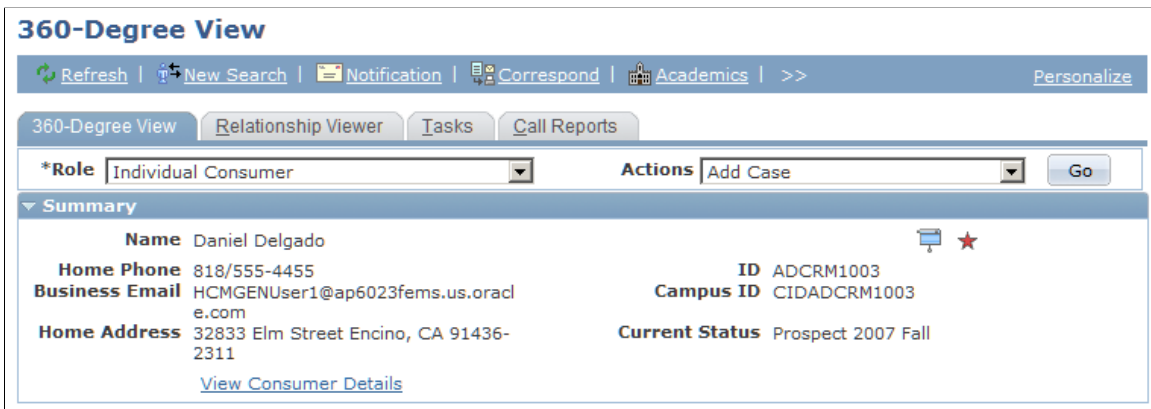 360-Degree View
Refresh | New Search | Notification | Correspond | Academics | >> Personalize
360-Degree View Relationship Viewer Tasks Call Reports
*Role Individual Consumer Actions Add Case Go
Summary
Name Daniel Delgado
Home Phone 818/555-4455 ID ADCRM1003
Business Email HCMGENUser1@ap6023fems.us.oracl Campus ID CIDADCRM1003
e.com
Home Address 32833 Elm Street Encino, CA 91436- Current Status Prospect 2007 Fall
2311
View Consumer Details